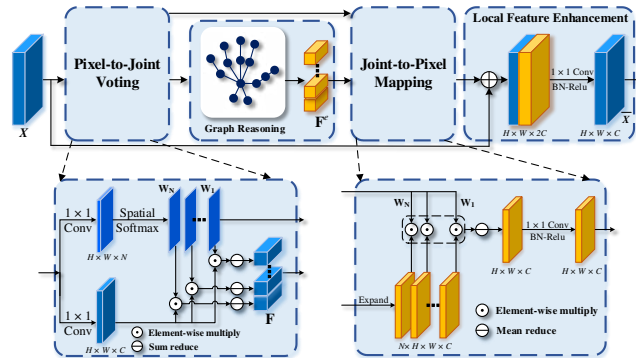 Pixel-to-Joint
Voting
Graph Reasoning
F^e
Joint-to-Pixel
Mapping
Local Feature Enhancement
1 × 1 Conv
BN-Relu
X
H × W × 2C
H × W × C
X̅
1 × 1
Conv
Spatial
Softmax
W_N
W_1
H × W × N
1 × 1
Conv
H × W × C
F
Element-wise multiply
Sum reduce
W_N
W_1
1 × 1 Conv
BN-Relu
H × W × C
H × W × C
Expand
N × H × W × C
Element-wise multiply
Mean reduce